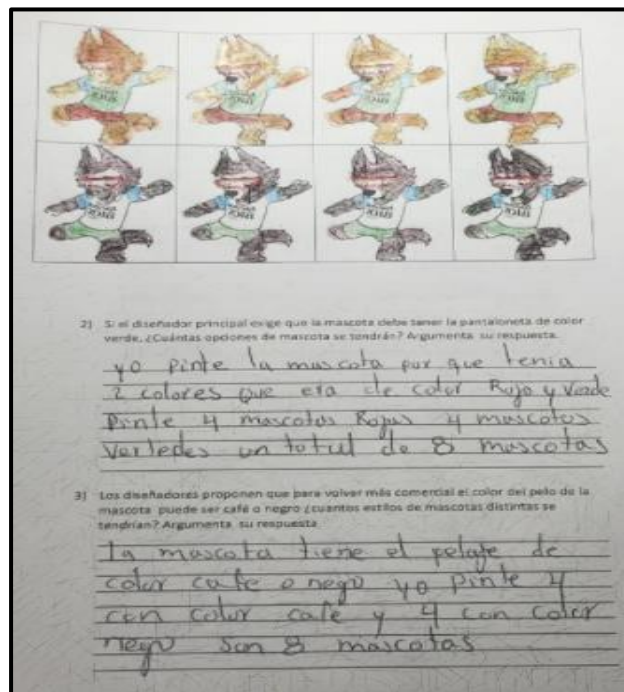 2) Si el diseñador principal exige que la mascota debe tener la pantaloneta de color
verde, ¿Cuántas opciones de mascota se tendrán? Argumenta su respuesta.
yo pinte la mascota por que tenia
2 colores que era de color Rojo y Verde
Pinte 4 mascotas Rojas 4 mascotos
Vertedes un total de 8 mascotas
3) Los diseñadores proponen que para volver más comercial el color del pelo de la
mascota puede ser café o negro ¿cuantos estilos de mascotas distintas se
tendrían? Argumenta su respuesta
la mascota tiene el pelaje de
color cafe o negro yo pinte 4
con color cafe y 4 con color
negro son 8 mascotas